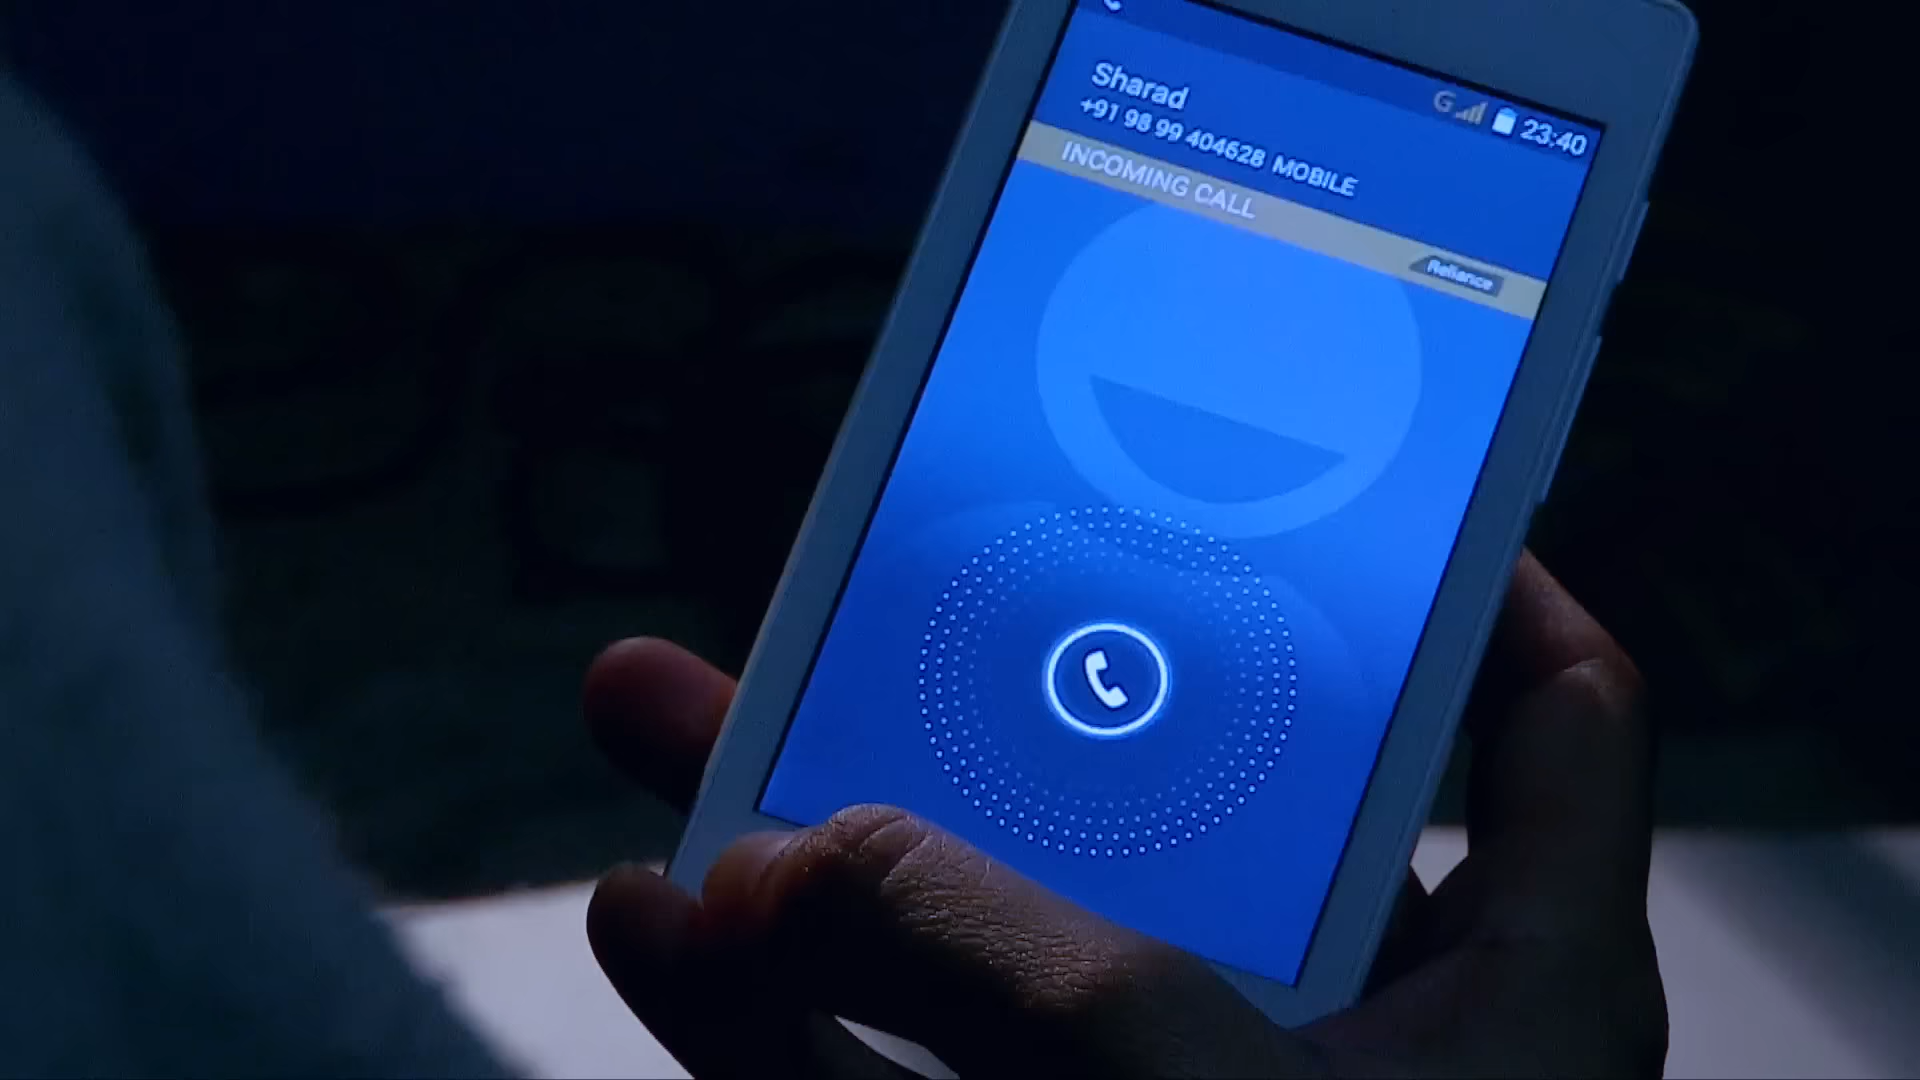 G 23:40
Sharad
+91 98 99 404628 MOBILE
INCOMING CALL
Reliance